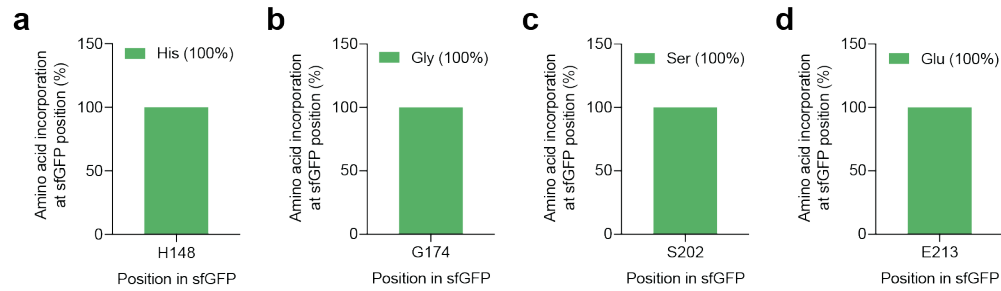 a
Amino acid incorporation
at sfGFP position (%)
150
100
50
0
His (100%)
H148
Position in sfGFP
b
Amino acid incorporation
at sfGFP position (%)
150
100
50
0
Gly (100%)
G174
Position in sfGFP
c
Amino acid incorporation
at sfGFP position (%)
150
100
50
0
Ser (100%)
S202
Position in sfGFP
d
Amino acid incorporation
at sfGFP position (%)
150
100
50
0
Glu (100%)
E213
Position in sfGFP